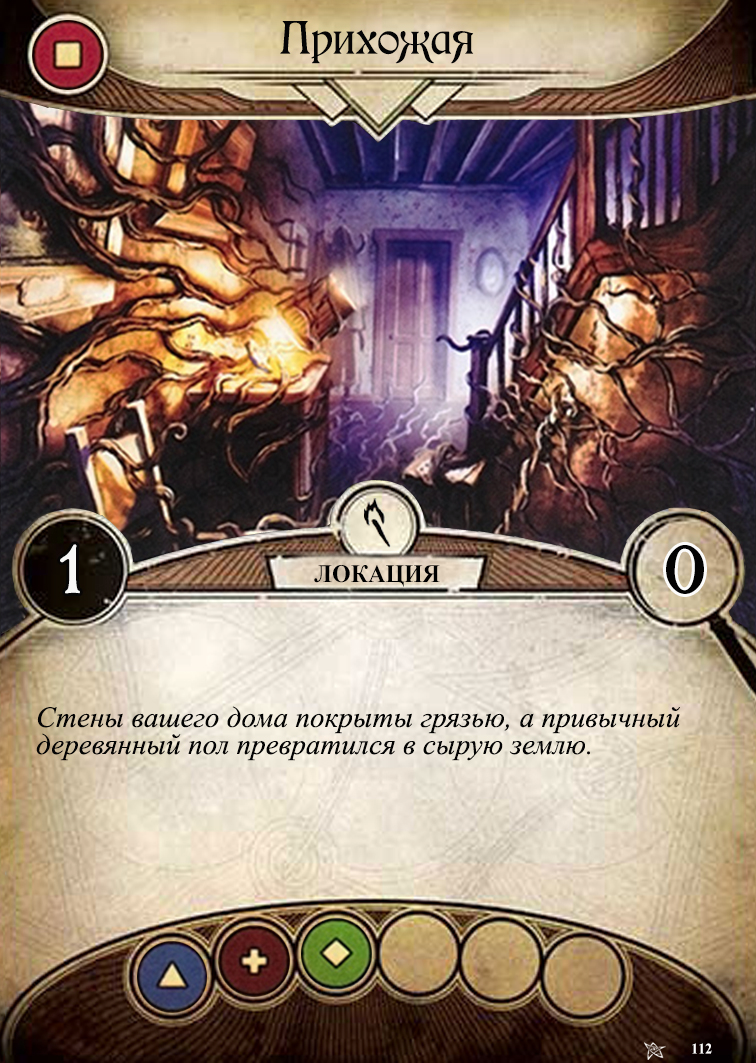 Прихожая
1
0
ЛОКАЦИЯ
Стены вашего дома покрыты грязью, а привычный
деревянный пол превратился в сырую землю.
112